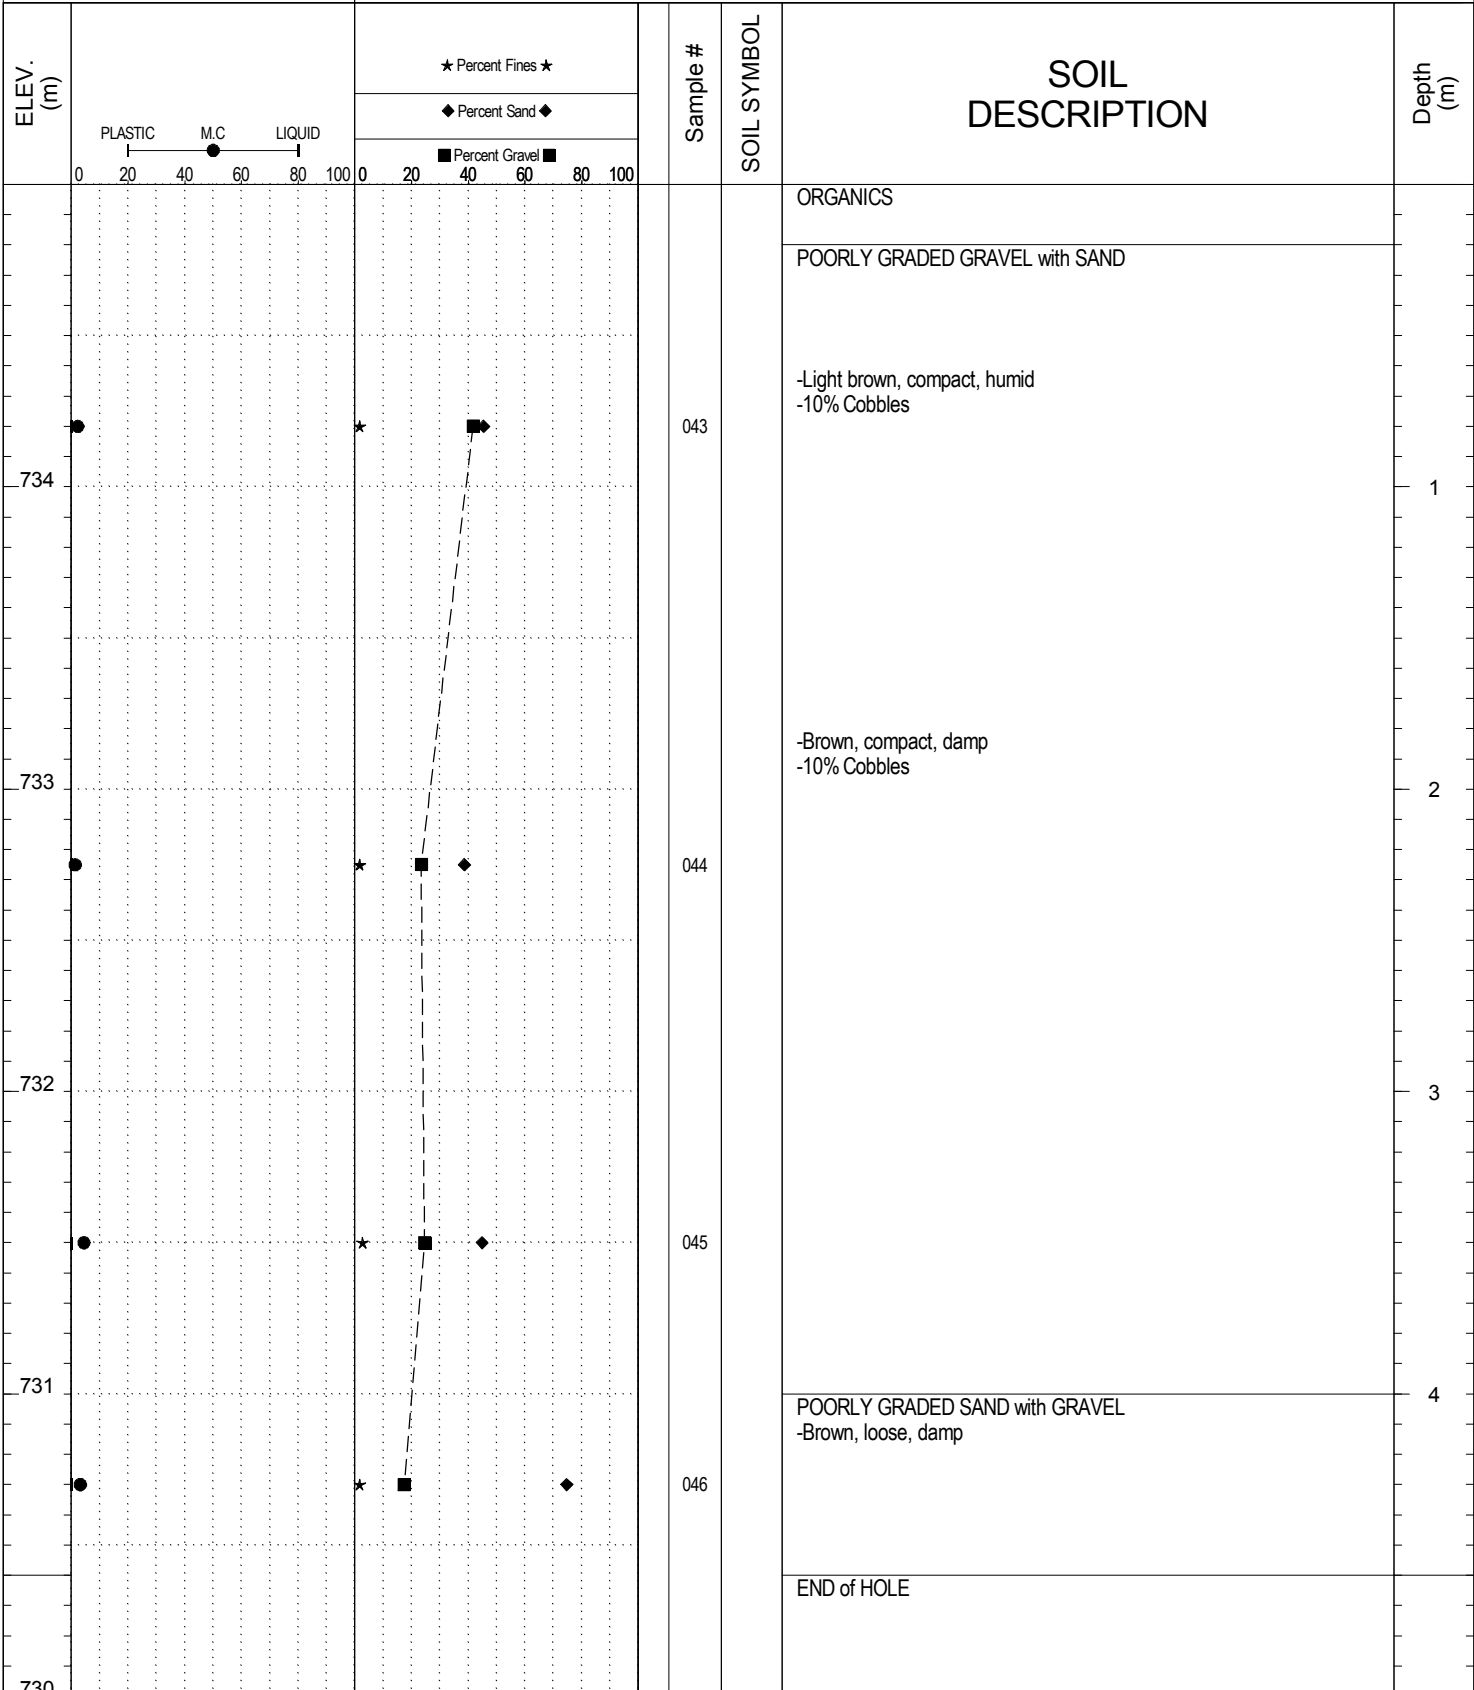 ELEV.
(m)
PLASTIC M.C LIQUID
0 20 40 60 80 100
★ Percent Fines ★
◆ Percent Sand ◆
■ Percent Gravel ■
0 20 40 60 80 100
Sample #
SOIL SYMBOL
SOIL
DESCRIPTION
Depth
(m)
ORGANICS
POORLY GRADED GRAVEL with SAND
-Light brown, compact, humid
-10% Cobbles
043
734
1
-Brown, compact, damp
-10% Cobbles
733
2
044
732
3
045
731
4
POORLY GRADED SAND with GRAVEL
-Brown, loose, damp
046
END of HOLE
730